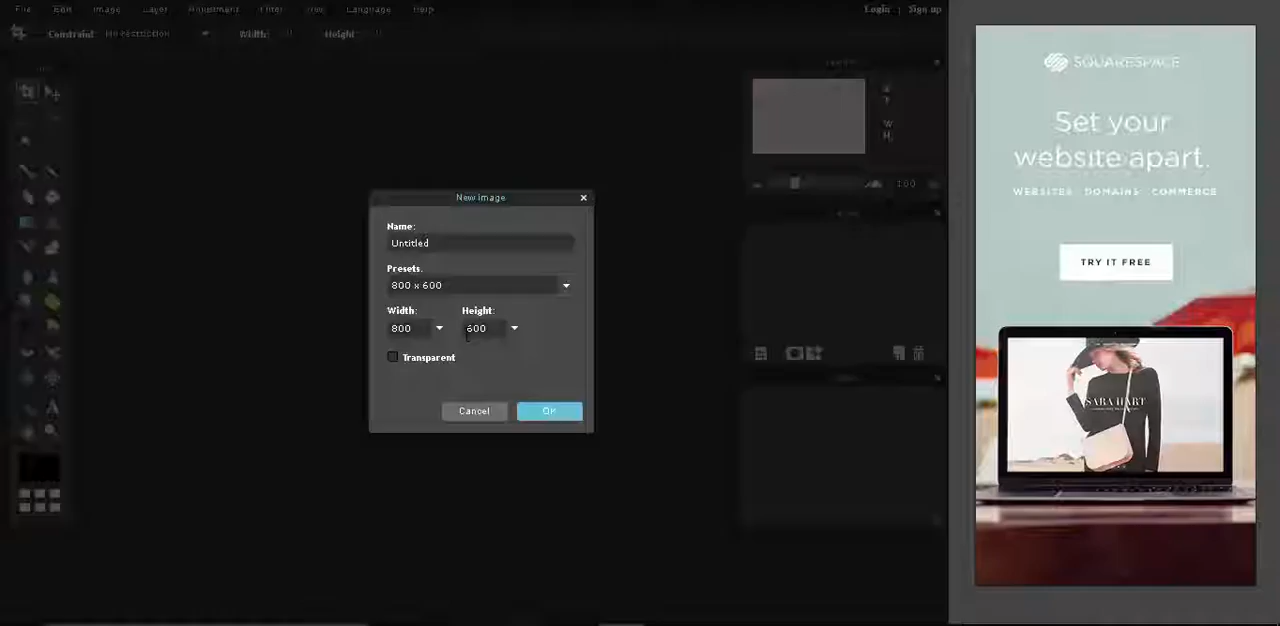 File Edit Image Layer Adjustment Filter View Language Help
Login | Sign up
Constraint: No restriction Width: Height:
SQUARESPACE
Set your
website apart.
WEBSITES DOMAINS COMMERCE
TRY IT FREE
SARA HART
100
New image
Name:
Untitled
Presets:
800 x 600
Width: Height:
800 600
Transparent
Cancel OK